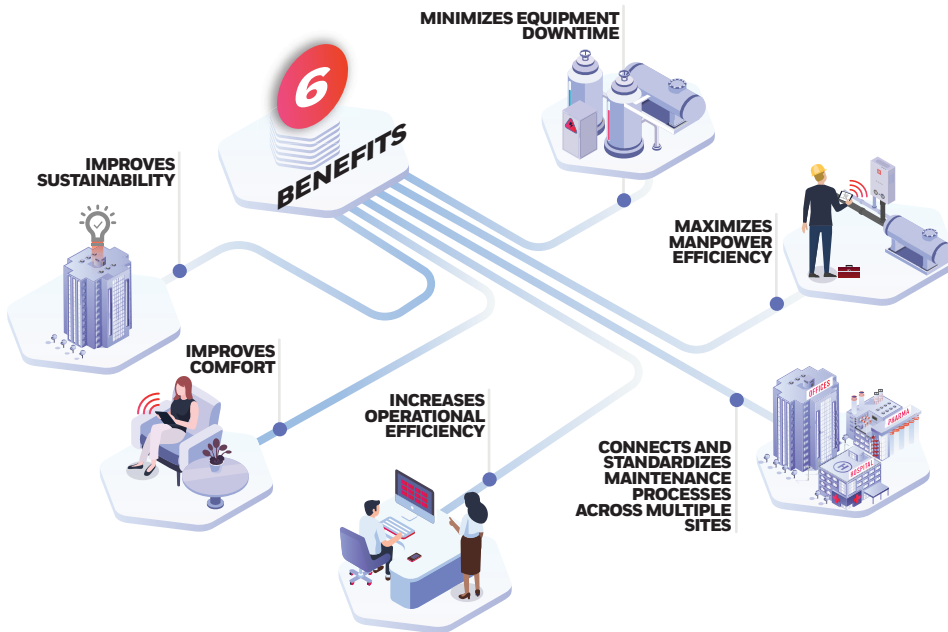 6
BENEFITS
MINIMIZES EQUIPMENT
DOWNTIME
IMPROVES
SUSTAINABILITY
MAXIMIZES
MANPOWER
EFFICIENCY
IMPROVES
COMFORT
INCREASES
OPERATIONAL
EFFICIENCY
CONNECTS AND
STANDARDIZES
MAINTENANCE
PROCESSES
ACROSS MULTIPLE
SITES
OFFICES
PHARMA
H
HOSPITAL